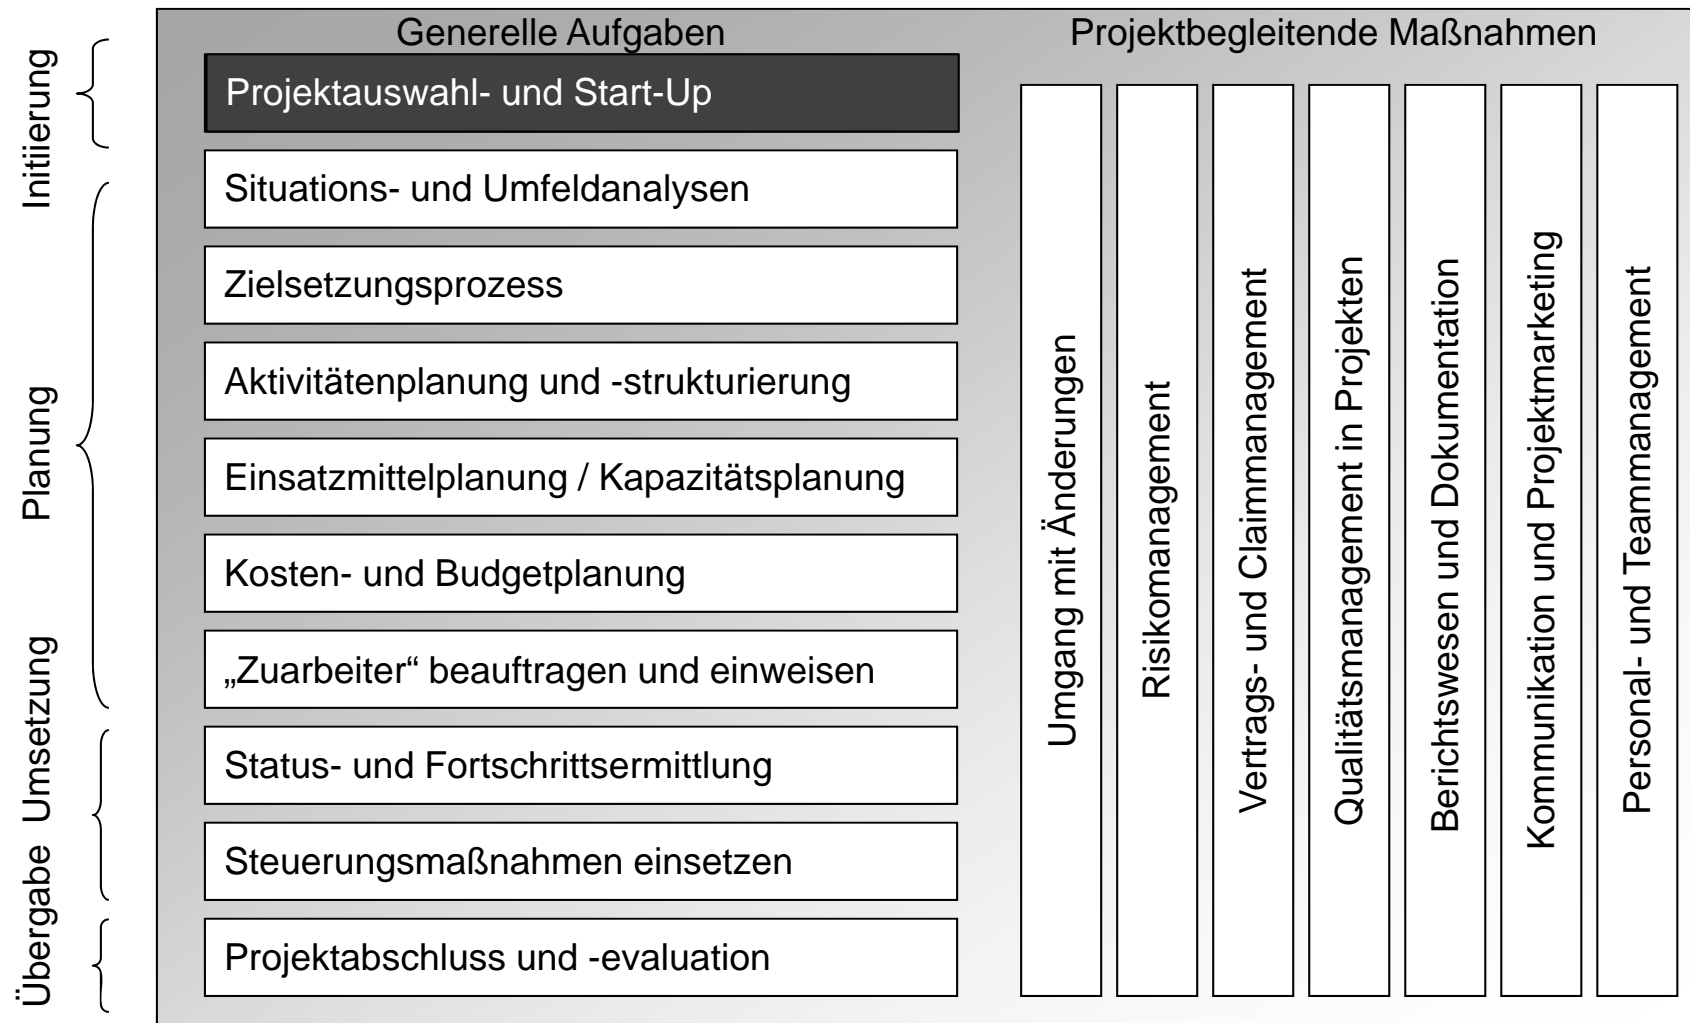 Generelle Aufgaben
Projektbegleitende Maßnahmen
Initiierung
Planung
Umsetzung
Übergabe
Projektauswahl- und Start-Up
Situations- und Umfeldanalysen
Zielsetzungsprozess
Aktivitätenplanung und -strukturierung
Einsatzmittelplanung / Kapazitätsplanung
Kosten- und Budgetplanung
„Zuarbeiter“ beauftragen und einweisen
Status- und Fortschrittsermittlung
Steuerungsmaßnahmen einsetzen
Projektabschluss und -evaluation
Umgang mit Änderungen
Risikomanagement
Vertrags- und Claimmanagement
Qualitätsmanagement in Projekten
Berichtswesen und Dokumentation
Kommunikation und Projektmarketing
Personal- und Teammanagement